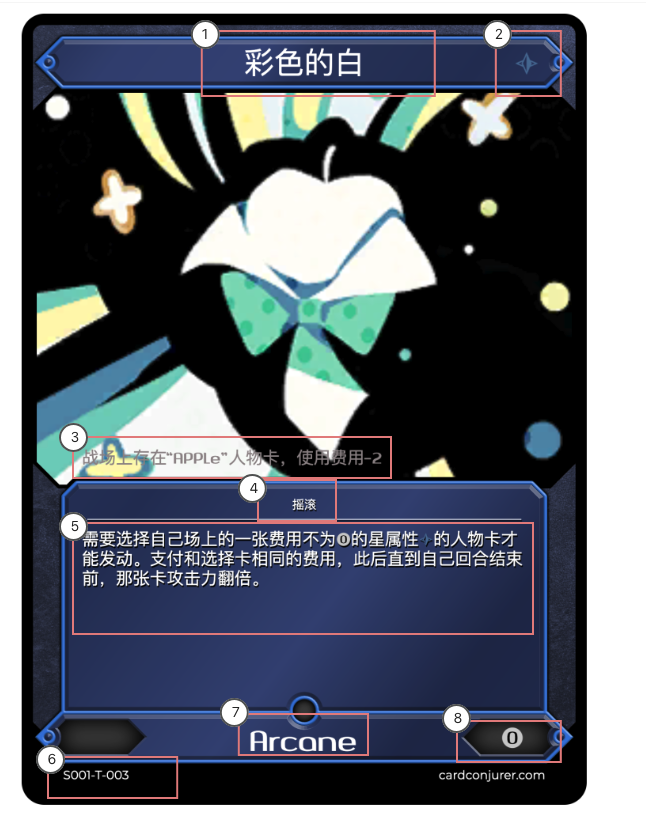 1
2
彩色的白
3
战场上存在“APPLe”人物卡，使用费用-2
4
摇滚
5
需要选择自己场上的一张费用不为0的星属性 的人物卡才
能发动。支付和选择卡相同的费用，此后直到自己回合结束
前，那张卡攻击力翻倍。
7
8
Arcane
0
6
S001-T-003
cardconjurer.com